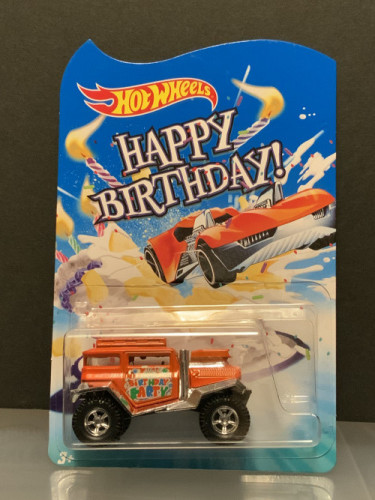 HOT WHEELS
HAPPY
BIRTHDAY!
BIRTHDAY
PARTY
3+